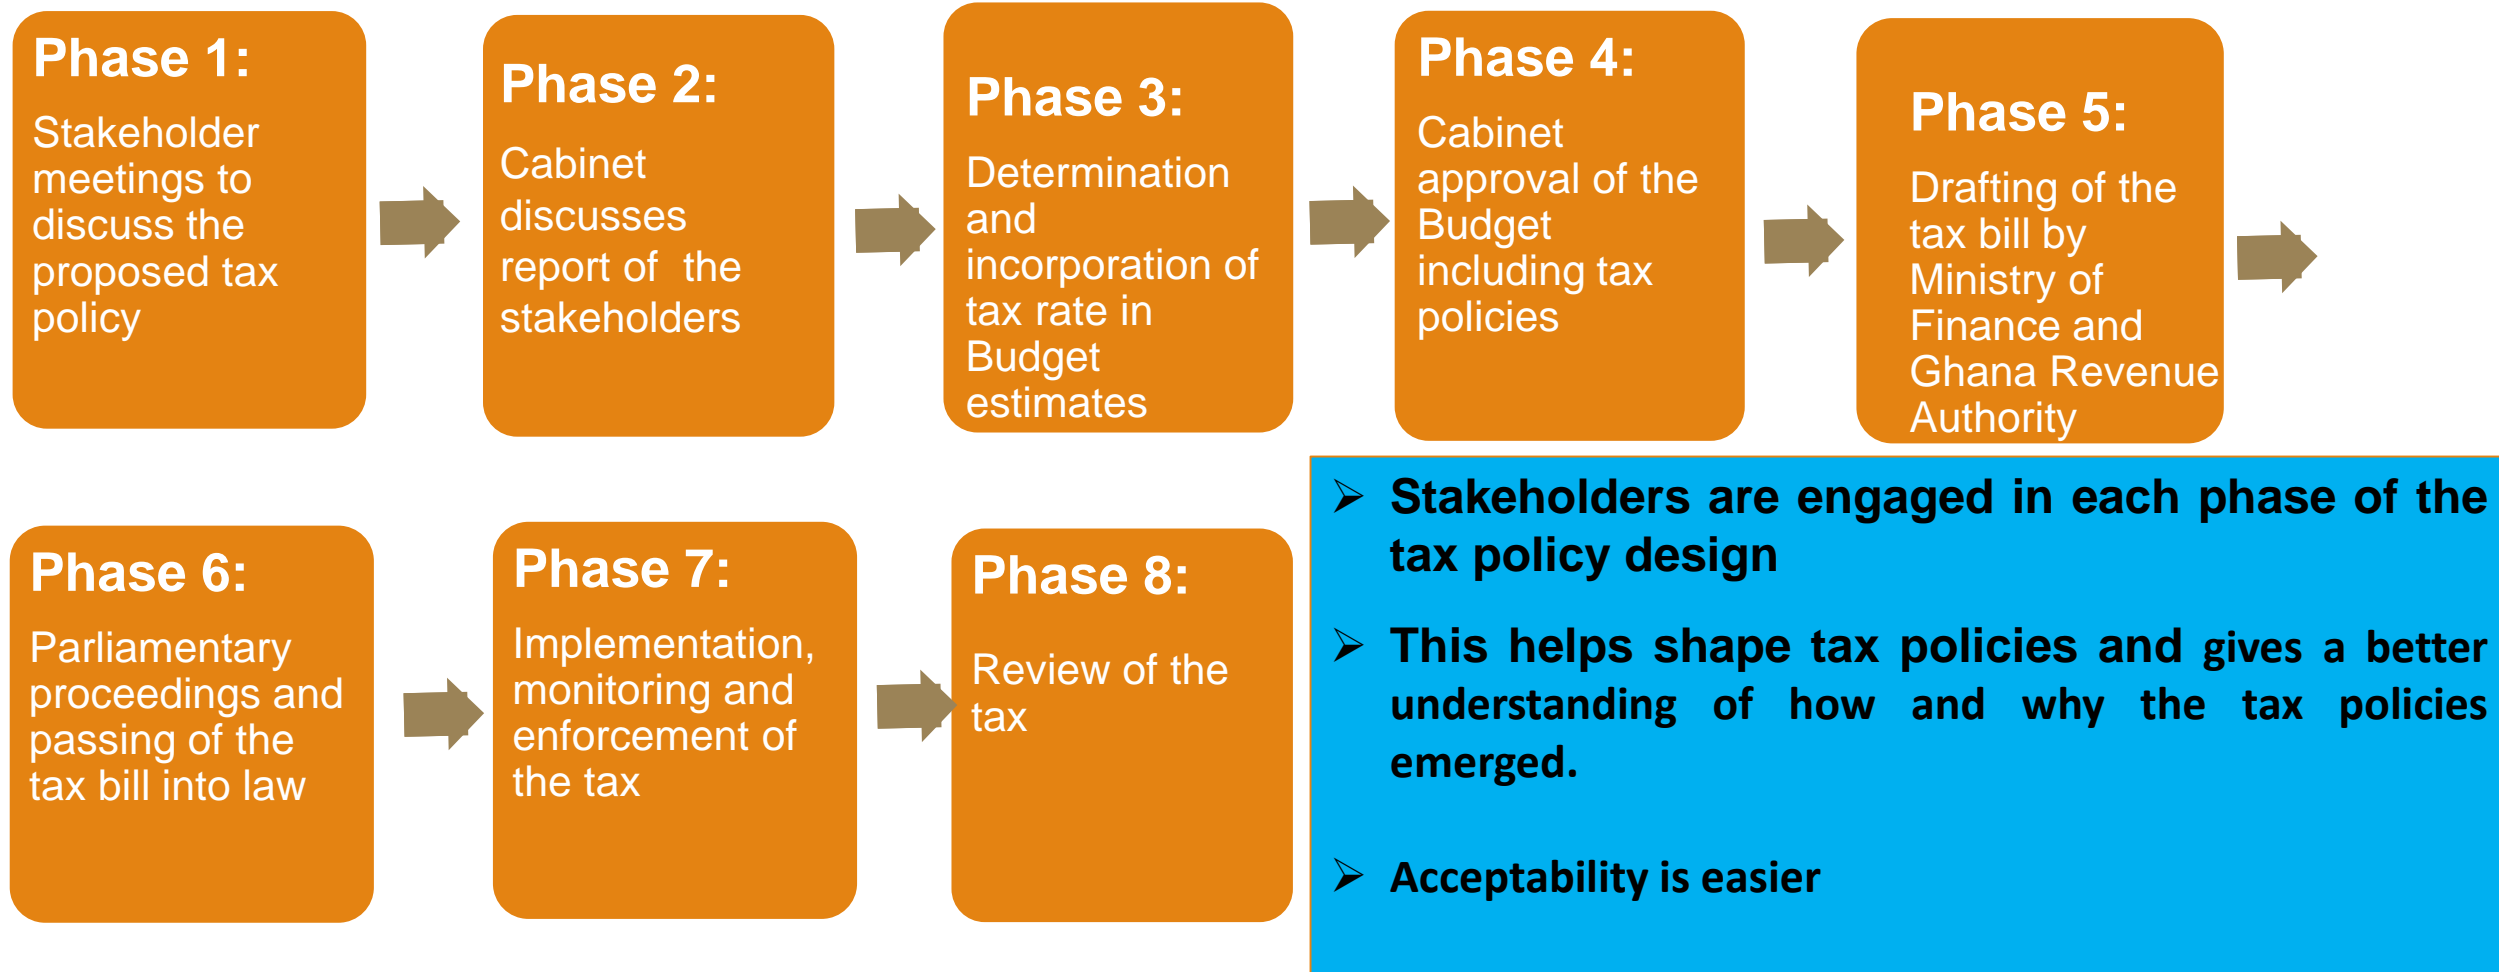 Phase 1:
Stakeholder
meetings to
discuss the
proposed tax
policy
Phase 2:
Cabinet
discusses
report of the
stakeholders
Phase 3:
Determination
and
incorporation of
tax rate in
Budget
estimates
Phase 4:
Cabinet
approval of the
Budget
including tax
policies
Phase 5:
Drafting of the
tax bill by
Ministry of
Finance and
Ghana Revenue
Authority
Phase 6:
Parliamentary
proceedings and
passing of the
tax bill into law
Phase 7:
Implementation,
monitoring and
enforcement of
the tax
Phase 8:
Review of the
tax
➢ Stakeholders are engaged in each phase of the
tax policy design
➢ This helps shape tax policies and gives a better
understanding of how and why the tax policies
emerged.
➢ Acceptability is easier